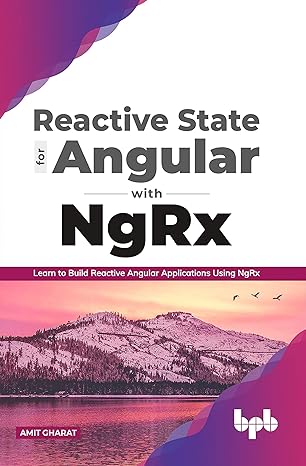 Reactive State
for Angular
with
NgRx
Learn to Build Reactive Angular Applications Using NgRx
AMIT GHARAT
bpb